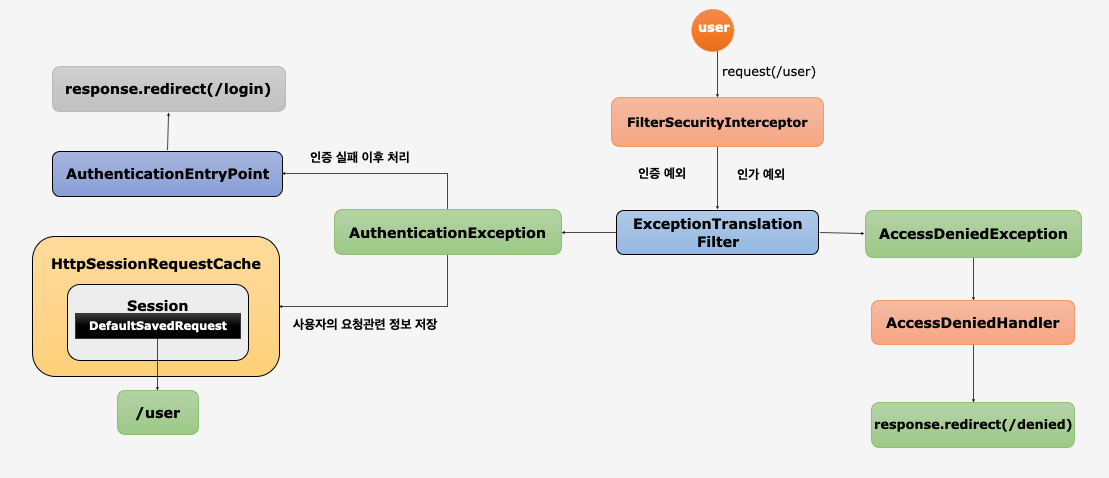 user
request(/user)
response.redirect(/login)
FilterSecurityInterceptor
인증 실패 이후 처리
AuthenticationEntryPoint
인증 예외
인가 예외
AuthenticationException
ExceptionTranslation
Filter
AccessDeniedException
HttpSessionRequestCache
Session
DefaultSavedRequest
사용자의 요청관련 정보 저장
AccessDeniedHandler
/user
response.redirect(/denied)